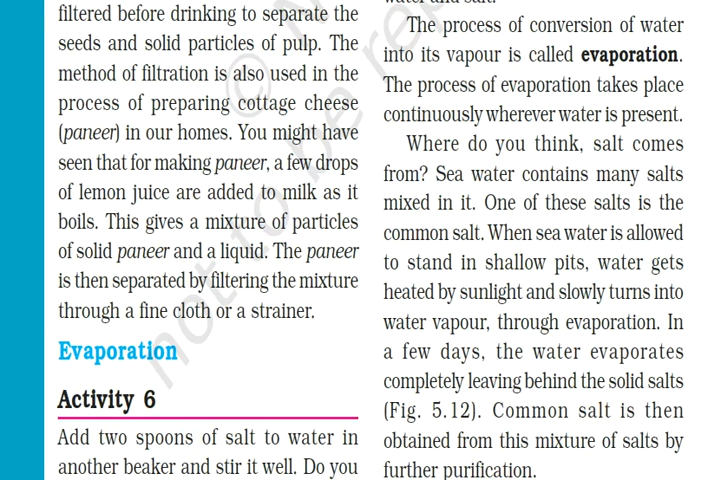 filtered before drinking to separate the
seeds and solid particles of pulp. The
method of filtration is also used in the
process of preparing cottage cheese
(paneer) in our homes. You might have
seen that for making paneer, a few drops
of lemon juice are added to milk as it
boils. This gives a mixture of particles
of solid paneer and a liquid. The paneer
is then separated by filtering the mixture
through a fine cloth or a strainer.
Evaporation
Activity 6
Add two spoons of salt to water in
another beaker and stir it well. Do you
water and salt.
The process of conversion of water
into its vapour is called evaporation.
The process of evaporation takes place
continuously wherever water is present.
Where do you think, salt comes
from? Sea water contains many salts
mixed in it. One of these salts is the
common salt. When sea water is allowed
to stand in shallow pits, water gets
heated by sunlight and slowly turns into
water vapour, through evaporation. In
a few days, the water evaporates
completely leaving behind the solid salts
(Fig. 5.12). Common salt is then
obtained from this mixture of salts by
further purification.
© N
not to be rep